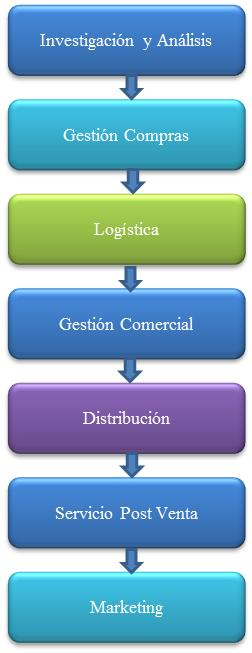 Investigación y Análisis
Gestión Compras
Logística
Gestión Comercial
Distribución
Servicio Post Venta
Marketing